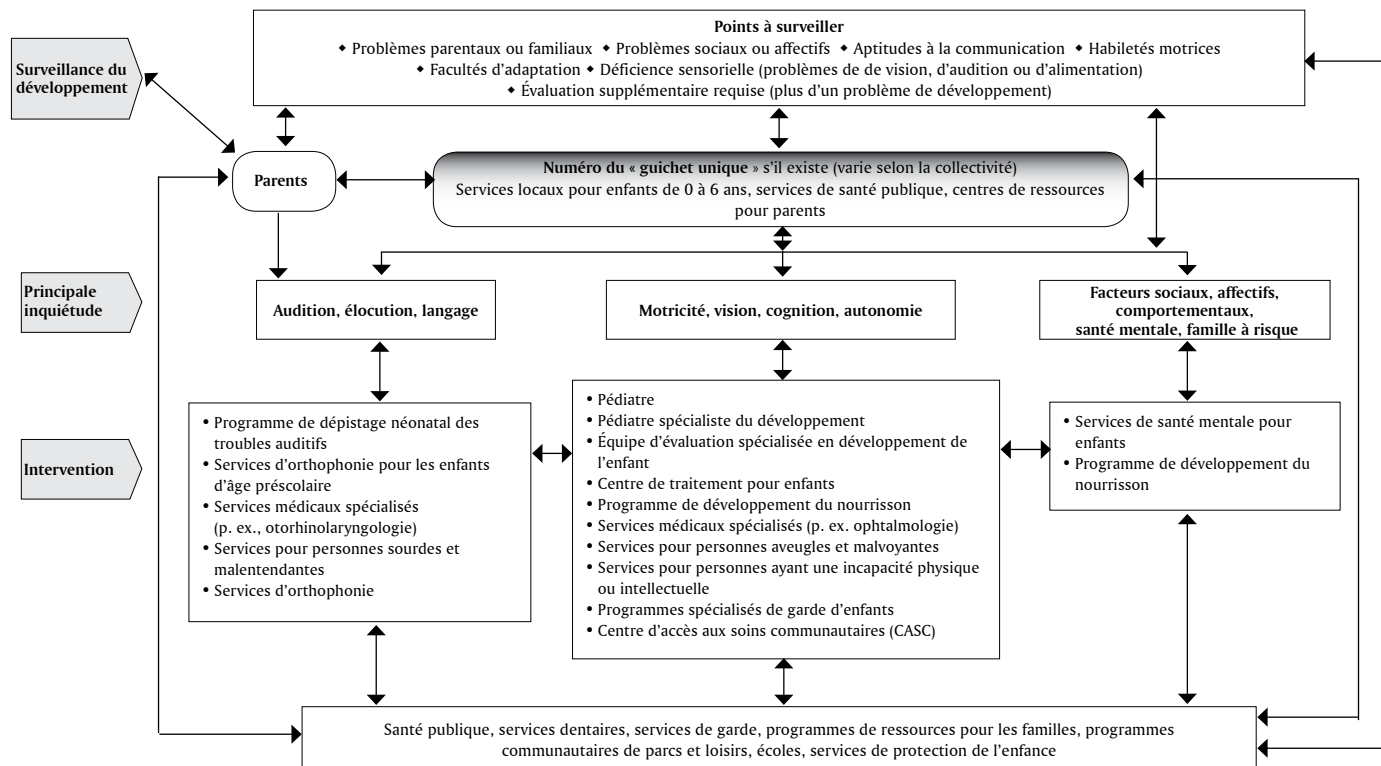 Points à surveiller
◆ Problèmes parentaux ou familiaux ◆ Problèmes sociaux ou affectifs ◆ Aptitudes à la communication ◆ Habiletés motrices
◆ Facultés d'adaptation ◆ Déficience sensorielle (problèmes de de vision, d'audition ou d'alimentation)
◆ Évaluation supplémentaire requise (plus d'un problème de développement)
Surveillance du
développement
Parents
Numéro du « guichet unique » s'il existe (varie selon la collectivité)
Services locaux pour enfants de 0 à 6 ans, services de santé publique, centres de ressources
pour parents
Principale
inquiétude
Audition, élocution, langage
Motricité, vision, cognition, autonomie
Facteurs sociaux, affectifs,
comportementaux,
santé mentale, famille à risque
Intervention
• Programme de dépistage néonatal des
troubles auditifs
• Services d'orthophonie pour les enfants
d'âge préscolaire
• Services médicaux spécialisés
(p. ex., otorhinolaryngologie)
• Services pour personnes sourdes et
malentendantes
• Services d'orthophonie
• Pédiatre
• Pédiatre spécialiste du développement
• Équipe d'évaluation spécialisée en développement de
l'enfant
• Centre de traitement pour enfants
• Programme de développement du nourrisson
• Services médicaux spécialisés (p. ex. ophtalmologie)
• Services pour personnes aveugles et malvoyantes
• Services pour personnes ayant une incapacité physique
ou intellectuelle
• Programmes spécialisés de garde d'enfants
• Centre d'accès aux soins communautaires (CASC)
• Services de santé mentale pour
enfants
• Programme de développement du
nourrisson
Santé publique, services dentaires, services de garde, programmes de ressources pour les familles, programmes
communautaires de parcs et loisirs, écoles, services de protection de l'enfance